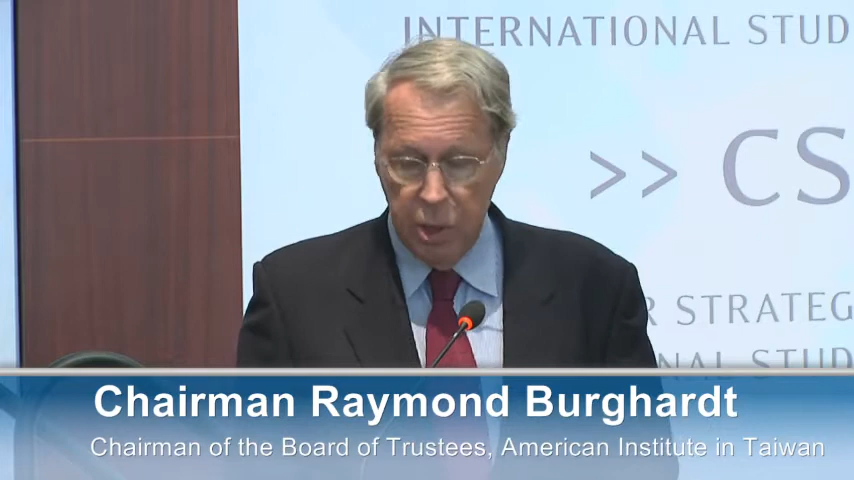 INTERNATIONAL STUD
>> CS
R STRATEG
NAL STUD
Chairman Raymond Burghardt
Chairman of the Board of Trustees, American Institute in Taiwan